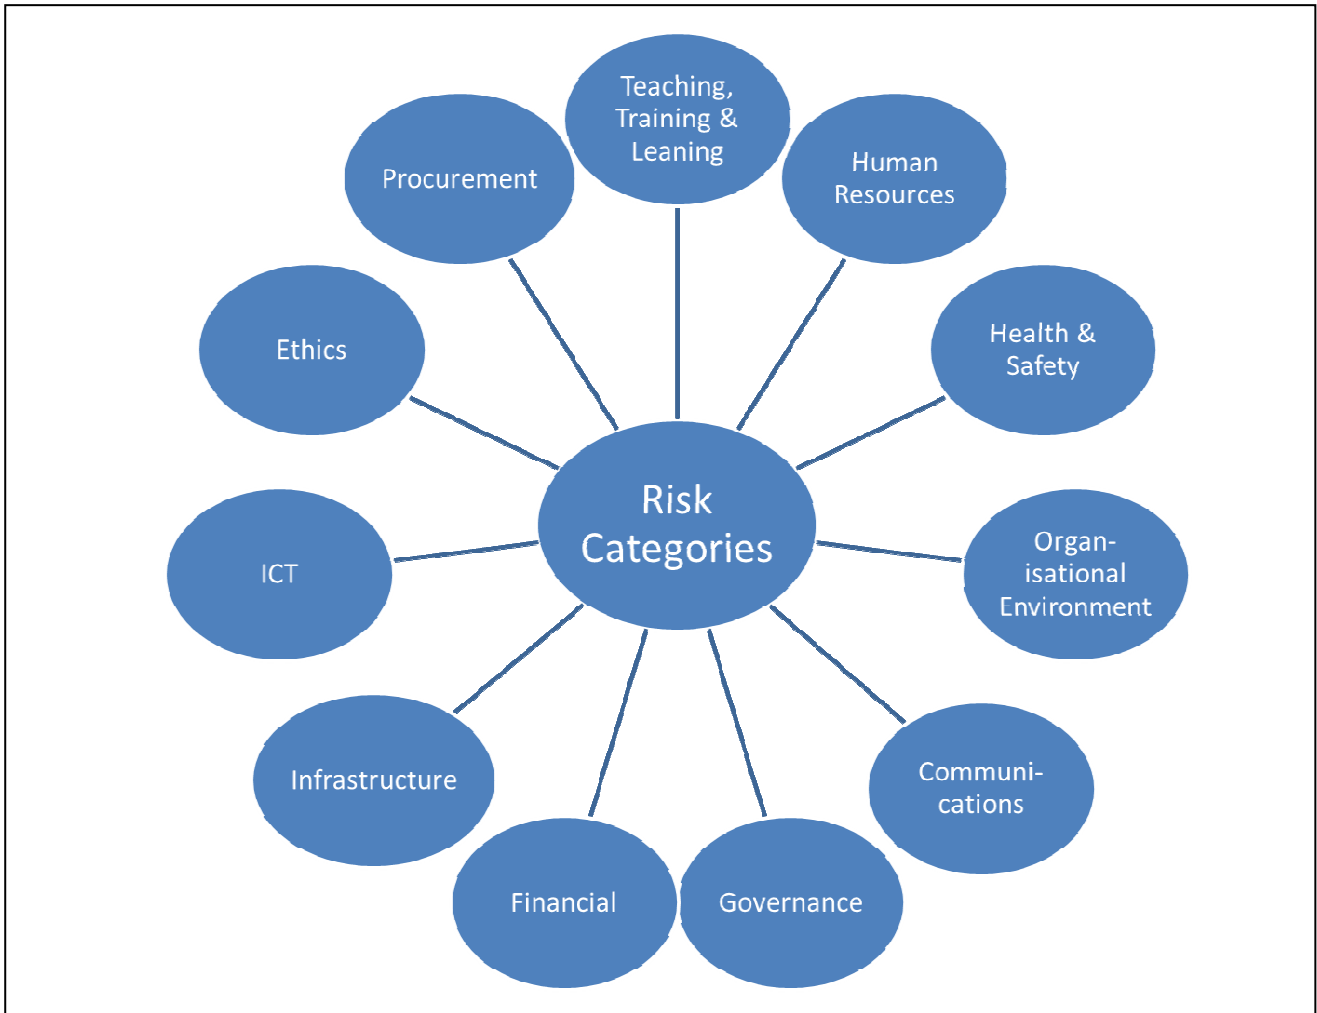 Teaching,
Training &
Leaning
Procurement
Human
Resources
Ethics
Health &
Safety
Risk
Categories
ICT
Organ-
isational
Environment
Infrastructure
Communi-
cations
Financial
Governance